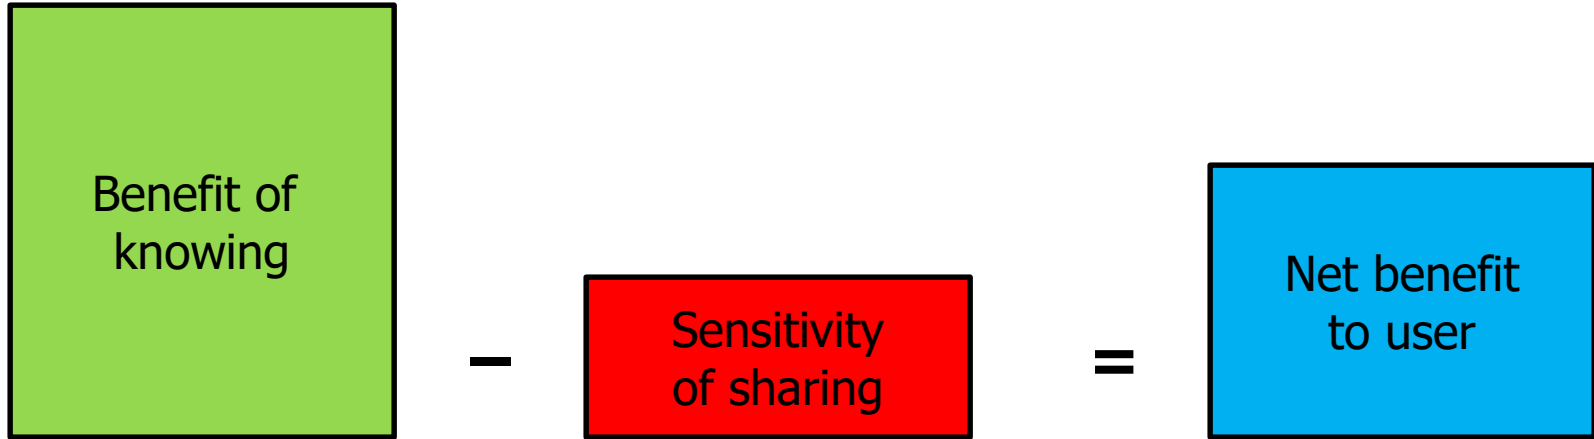 Benefit of
knowing
–
Sensitivity
of sharing
=
Net benefit
to user